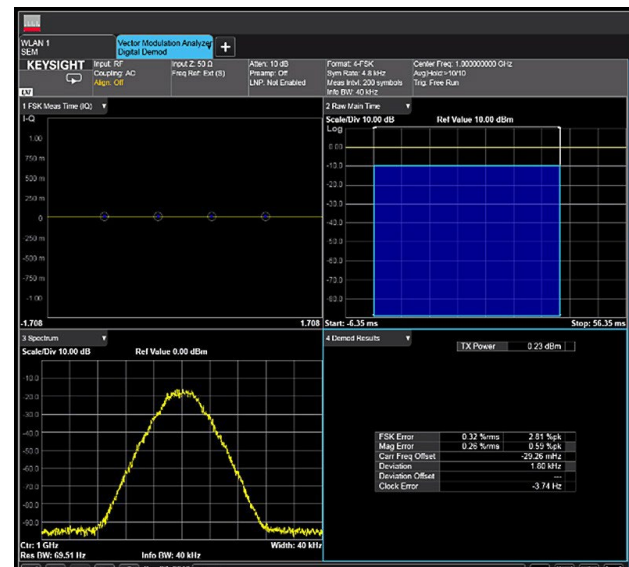 WLAN 1
SEM
Vector Modulation Analyzer
Digital Demod
+
KEYSIGHT
Input: RF
Coupling: AC
Align: Off
Input Z: 50 Ω
Freq Ref: Ext (S)
Atten: 10 dB
Preamp: Off
LNP: Not Enabled
Format: 4-FSK
Sym Rate: 4.8 kHz
Meas Intvl: 200 symbols
Info BW: 40 kHz
Center Freq: 1.000000000 GHz
Avg|Hold:>10/10
Trig: Free Run
1 FSK Meas Time (IQ)
I-Q
1.00
750 m
500 m
250 m
0
-250 m
-500 m
-750 m
-1.00
-1.708
1.708
2 Raw Main Time
Scale/Div 10.00 dB
Ref Value 10.00 dBm
Log
0.00
-10.0
-20.0
-30.0
-40.0
-50.0
-60.0
-70.0
-80.0
Start: -6.35 ms
Stop: 56.35 ms
3 Spectrum
Scale/Div 10.00 dB
Ref Value 0.00 dBm
-10.0
-20.0
-30.0
-40.0
-50.0
-60.0
-70.0
-80.0
-90.0
Ctr: 1 GHz
Width: 40 kHz
Res BW: 69.51 Hz
Info BW: 40 kHz
4 Demod Results
TX Power 0.23 dBm
FSK Error 0.32 %rms 2.81 %pk
Mag Error 0.26 %rms 0.59 %pk
Carr Freq Offset -29.26 mHz
Deviation 1.80 kHz
Deviation Offset ---
Clock Error -3.74 Hz